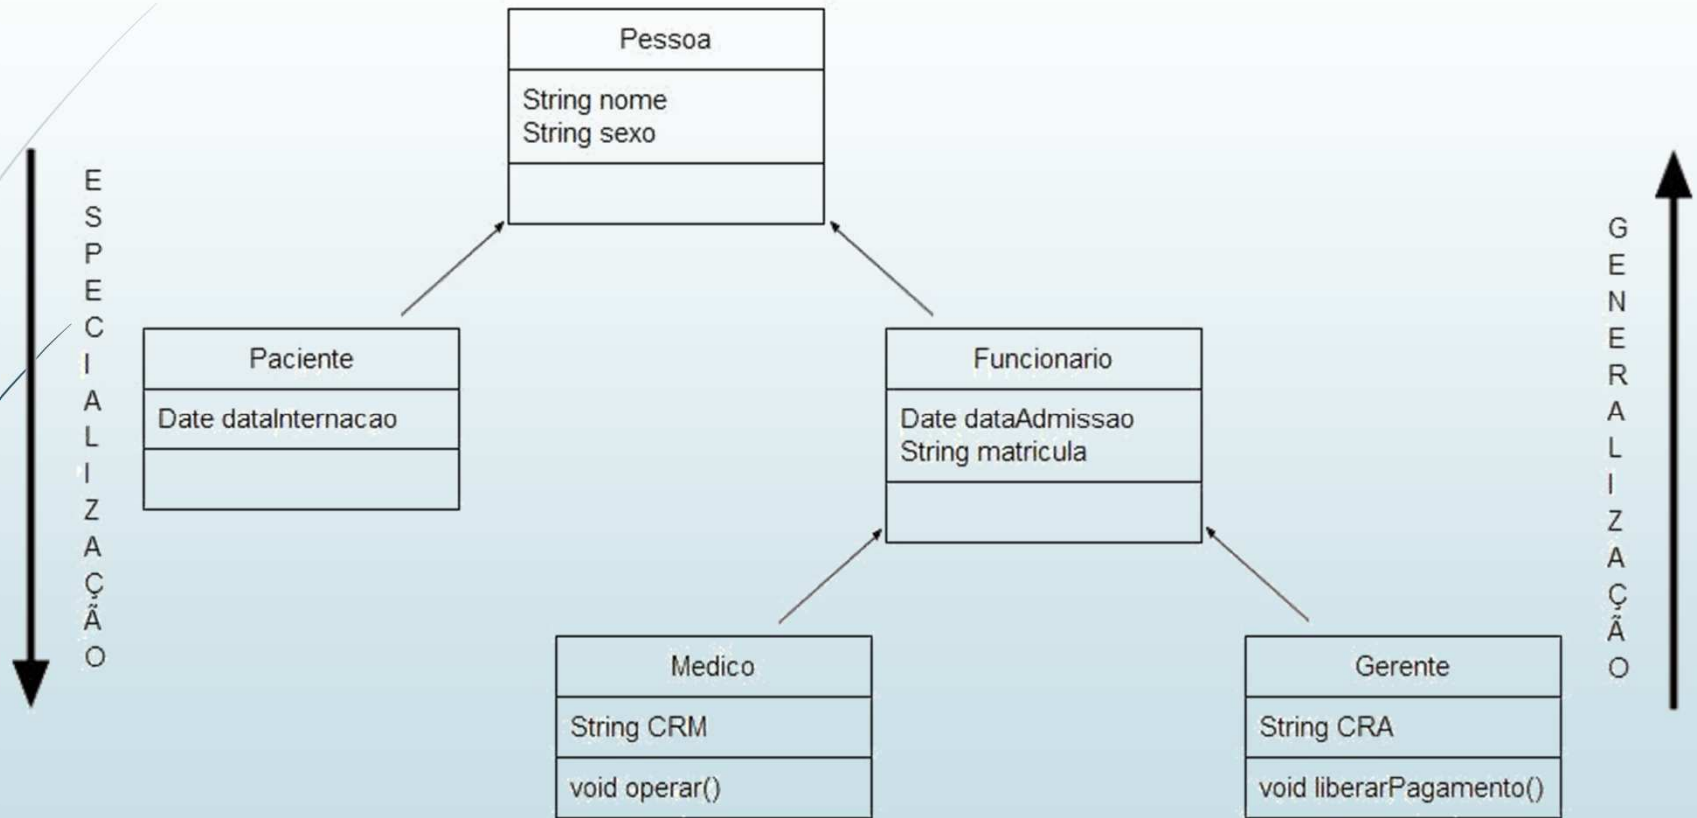 Pessoa
String nome
String sexo
ESPECIALIZAÇÃO
GENERALIZAÇÃO
Paciente
Date dataInternacao
Funcionario
Date dataAdmissao
String matricula
Medico
String CRM
void operar()
Gerente
String CRA
void liberarPagamento()